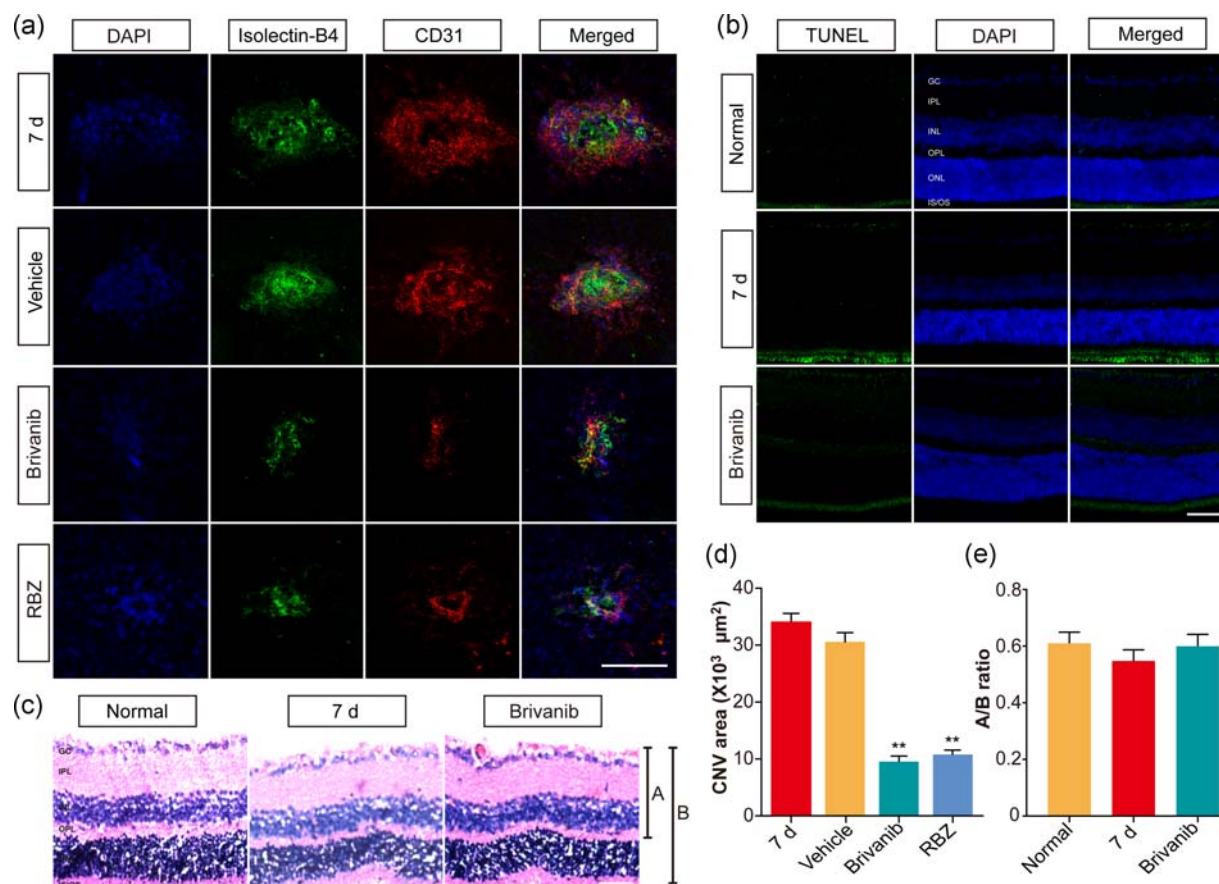 (a)
DAPI Isolectin-B4 CD31 Merged
7 d
Vehicle
Brivanib
RBZ
(b)
TUNEL DAPI Merged
Normal
GC
IPL
INL
OPL
ONL
IS/OS
7 d
Brivanib
(c)
Normal 7 d Brivanib
GC
IPL
OPL
A
B
(d)
CNV area (X10³ μm²)
40
30
20
10
0
** **
7 d Vehicle Brivanib RBZ
(e)
A/B ratio
0.8
0.6
0.4
0.2
0
Normal 7 d Brivanib